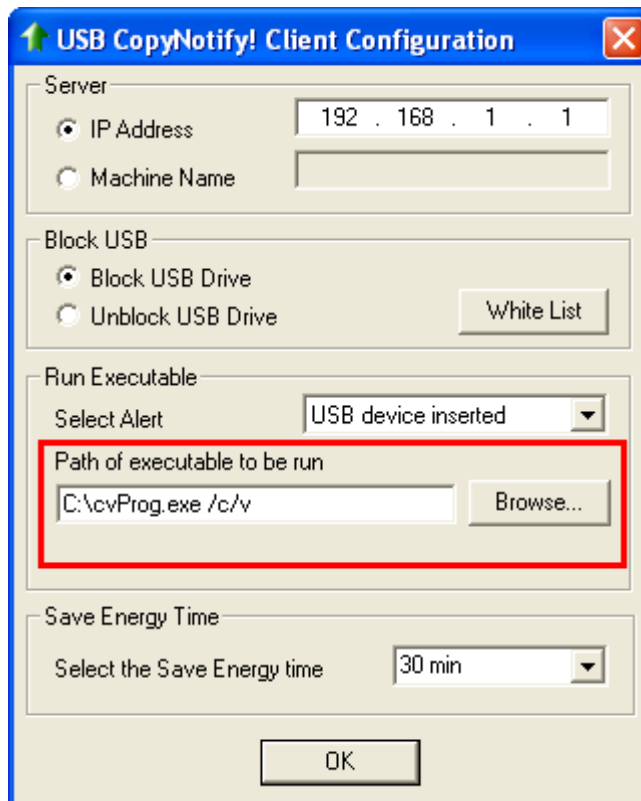 USB CopyNotify! Client Configuration
Server
IP Address 192 . 168 . 1 . 1
Machine Name
Block USB
Block USB Drive
Unblock USB Drive
White List
Run Executable
Select Alert USB device inserted
Path of executable to be run
C:\cvProg.exe /c/v Browse...
Save Energy Time
Select the Save Energy time 30 min
OK